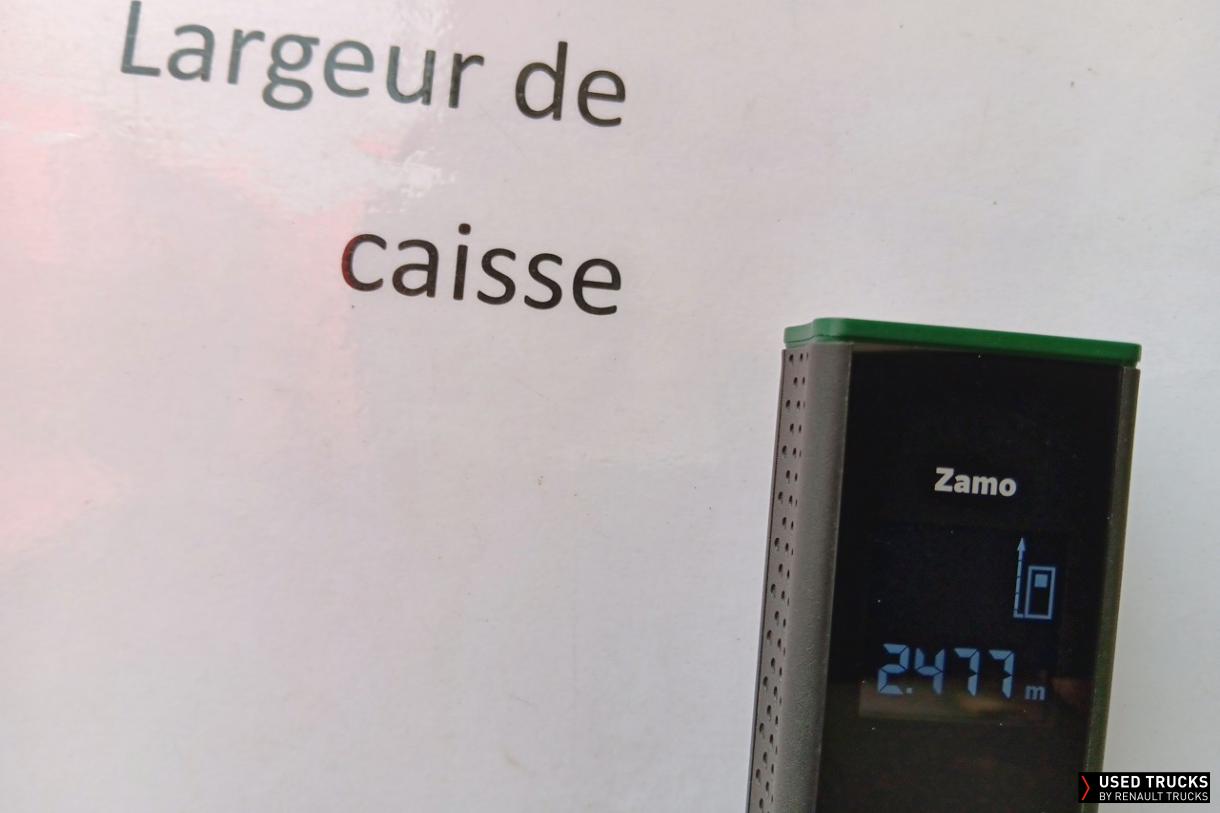 Largeur de
caisse
Zamo
2.477 m
USED TRUCKS
BY RENAULT TRUCKS